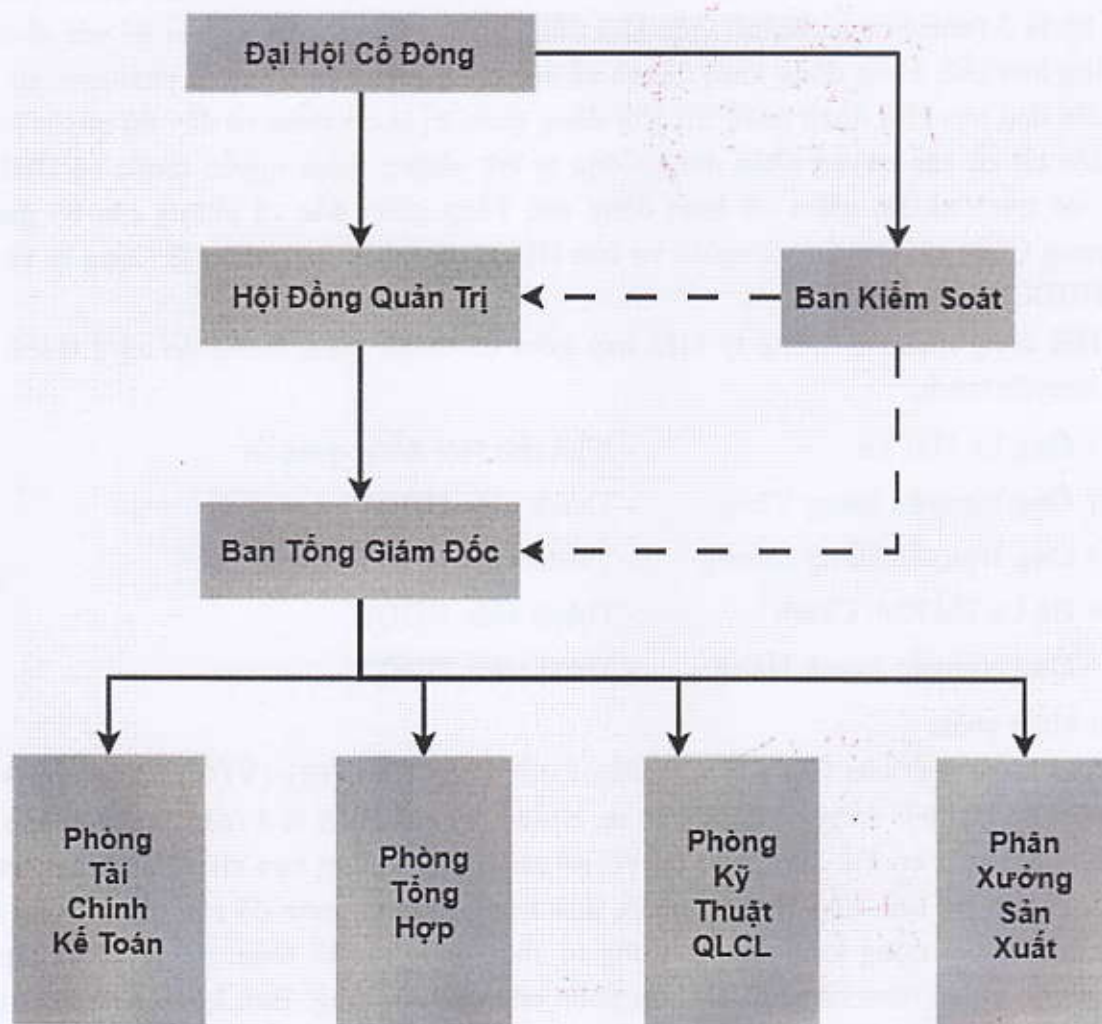 Đại Hội Cổ Đông
Hội Đồng Quản Trị
Ban Kiểm Soát
Ban Tổng Giám Đốc
Phòng
Tài
Chính
Kế Toán
Phòng
Tổng
Hợp
Phòng
Kỹ
Thuật
QLCL
Phân
Xưởng
Sản
Xuất